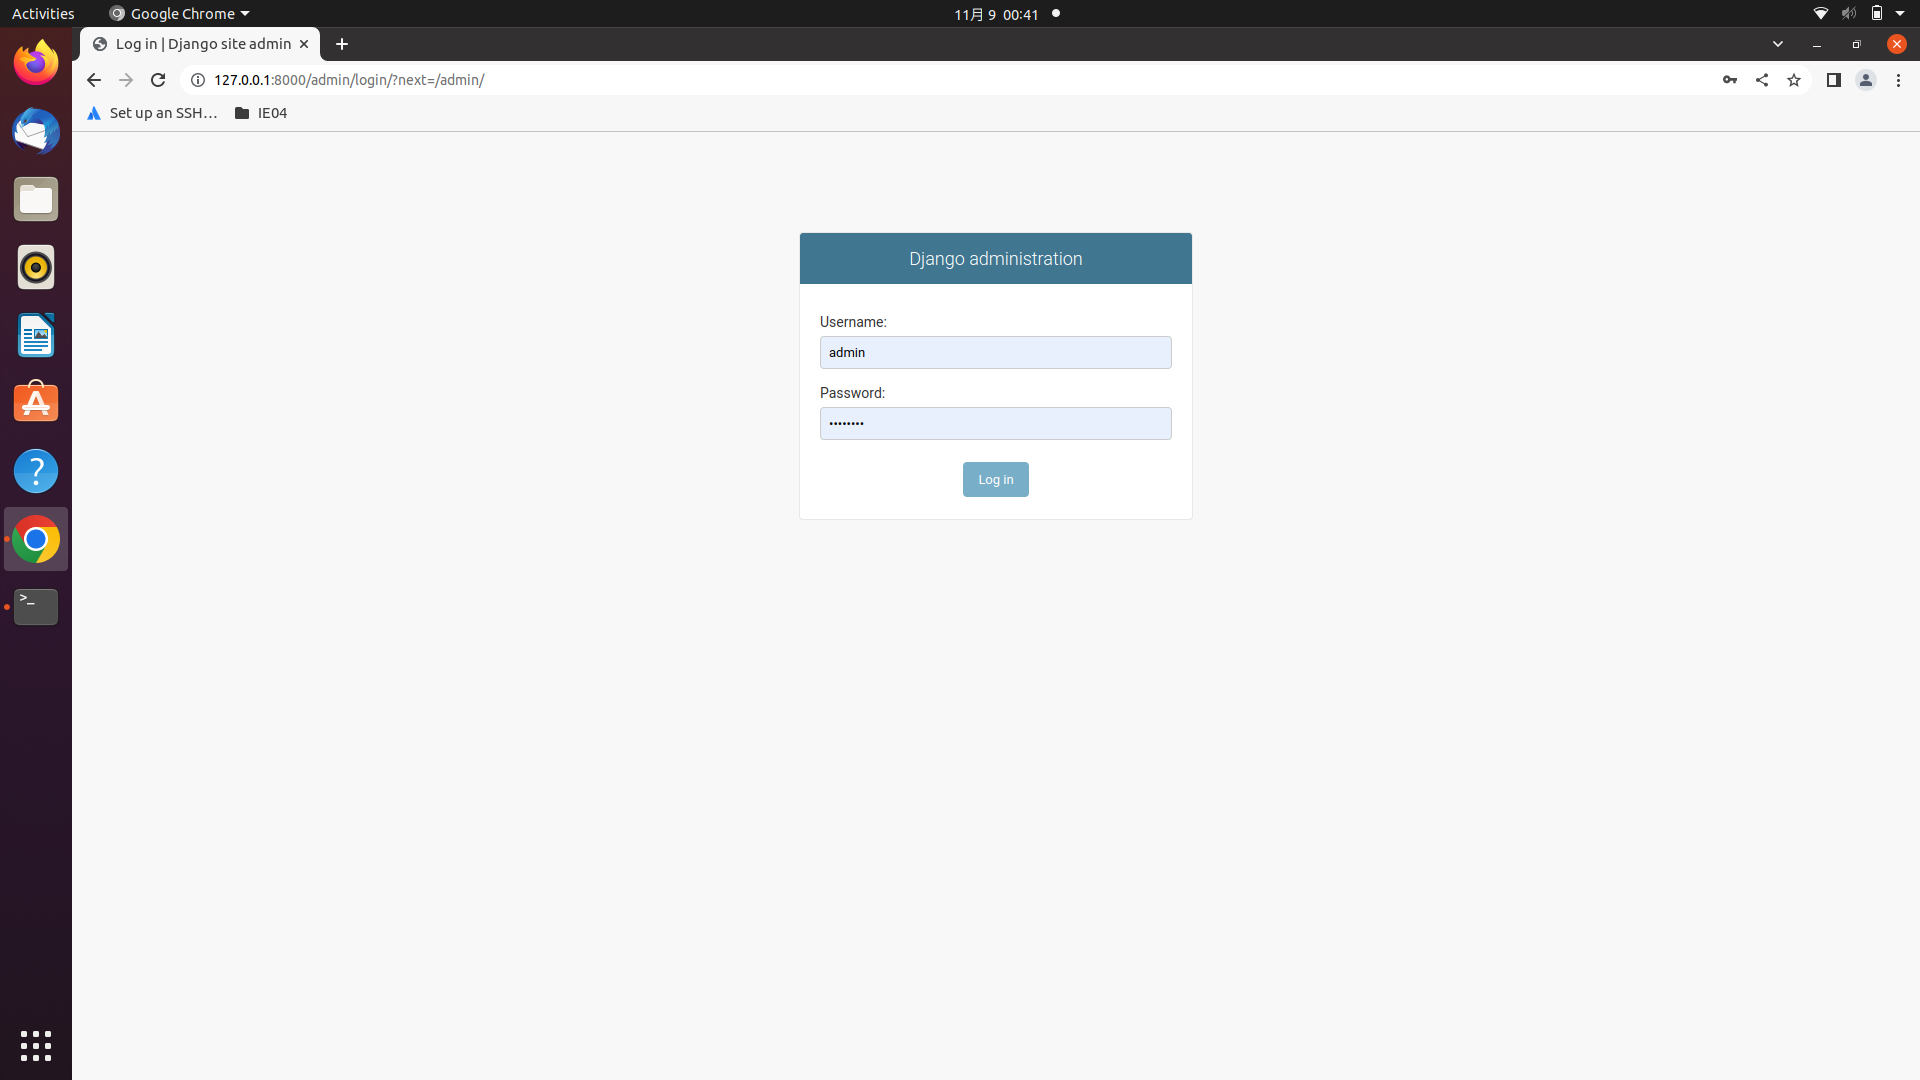 Activities
Google Chrome
11月 9 00:41
Log in | Django site admin
127.0.0.1:8000/admin/login/?next=/admin/
Set up an SSH…
IE04
Django administration
Username:
admin
Password:
••••••••
Log in